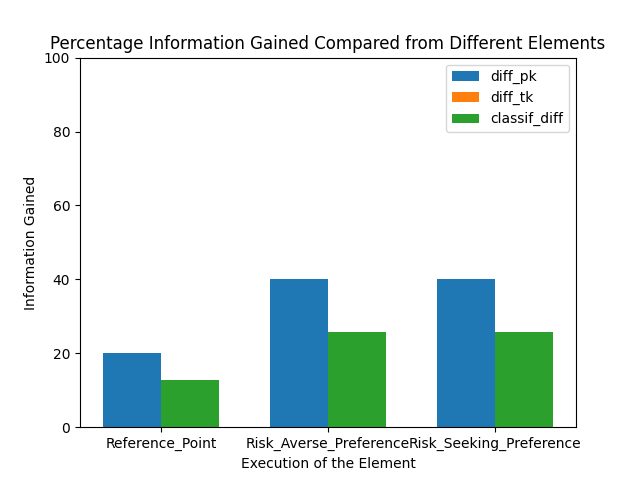 Percentage Information Gained Compared from Different Elements
diff_pk
diff_tk
classif_diff
100
80
60
40
20
0
Information Gained
Reference_Point Risk_Averse_Preference Risk_Seeking_Preference
Execution of the Element